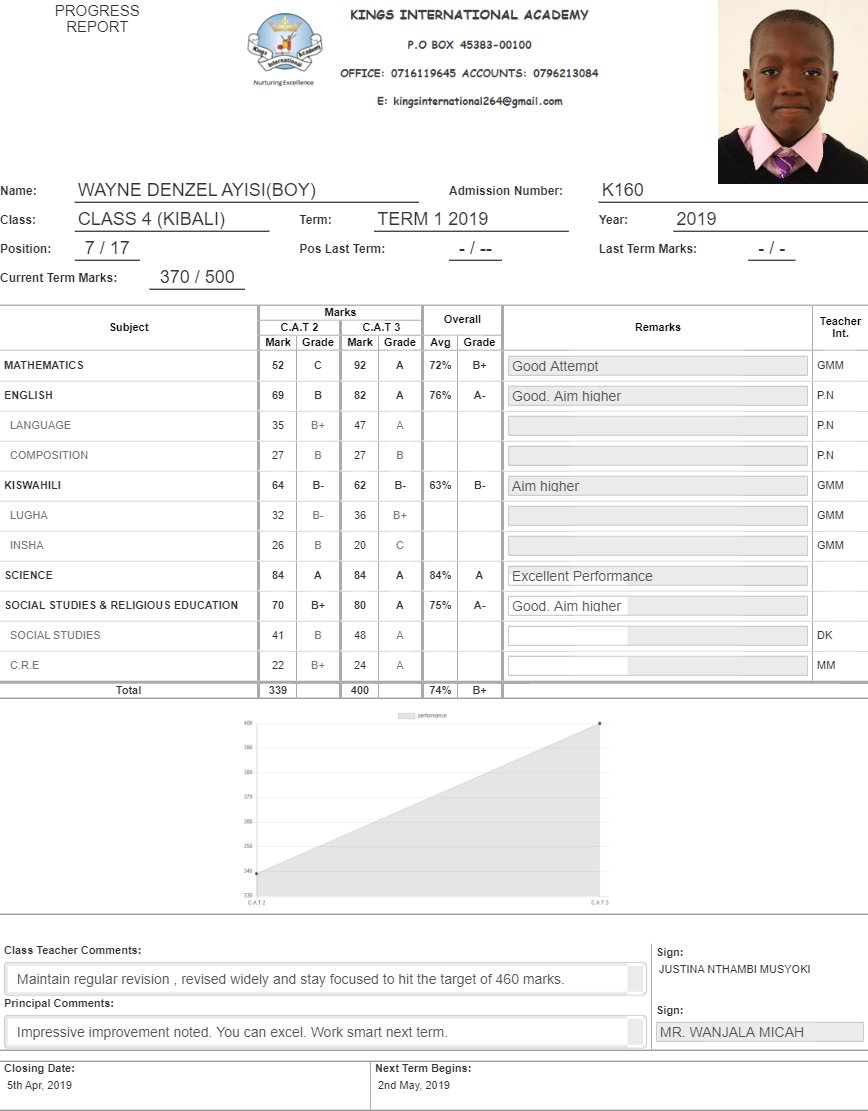 PROGRESS
REPORT
Kings International Academy
Nurturing Excellence
KINGS INTERNATIONAL ACADEMY
P.O BOX 45383-00100
OFFICE: 0716119645 ACCOUNTS: 0796213084
E: kingsinternational264@gmail.com
Name: WAYNE DENZEL AYISI(BOY) Admission Number: K160
Class: CLASS 4 (KIBALI) Term: TERM 1 2019 Year: 2019
Position: 7 / 17 Pos Last Term: - / -- Last Term Marks: - / -
Current Term Marks: 370 / 500
Subject Marks Overall Remarks Teacher Int.
C.A.T 2 C.A.T 3
Mark Grade Mark Grade Avg Grade
MATHEMATICS 52 C 92 A 72% B+ Good Attempt GMM
ENGLISH 69 B 82 A 76% A- Good. Aim higher P.N
LANGUAGE 35 B+ 47 A P.N
COMPOSITION 27 B 27 B P.N
KISWAHILI 64 B- 62 B- 63% B- Aim higher GMM
LUGHA 32 B- 36 B+ GMM
INSHA 26 B 20 C GMM
SCIENCE 84 A 84 A 84% A Excellent Performance
SOCIAL STUDIES & RELIGIOUS EDUCATION 70 B+ 80 A 75% A- Good. Aim higher
SOCIAL STUDIES 41 B 48 A DK
C.R.E 22 B+ 24 A MM
Total 339 400 74% B+
performance
400
390
380
370
360
350
340
330
C.A.T 2 C.A.T 3
Class Teacher Comments:
Maintain regular revision , revised widely and stay focused to hit the target of 460 marks.
Sign:
JUSTINA NTHAMBI MUSYOKI
Principal Comments:
Impressive improvement noted. You can excel. Work smart next term.
Sign:
MR. WANJALA MICAH
Closing Date: Next Term Begins:
5th Apr, 2019 2nd May, 2019